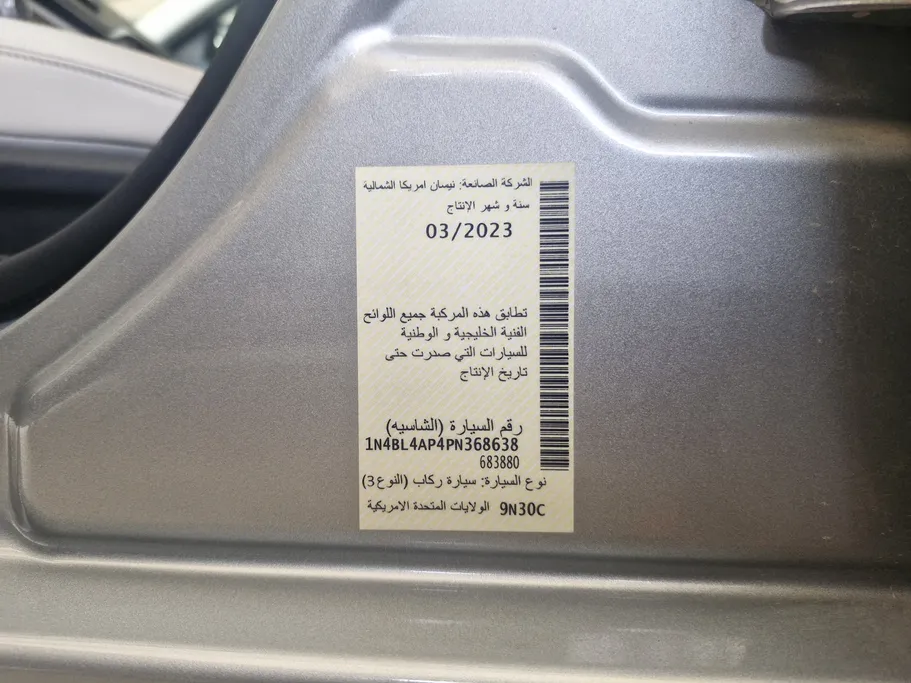 الشركة الصانعة: نيسان امريكا الشمالية
سنة و شهر الإنتاج
03/2023
تطابق هذه المركبة جميع اللوائح
الفنية الخليجية و الوطنية
للسيارات التي صدرت حتى
تاريخ الإنتاج
رقم السيارة (الشاسيه)
1N4BL4AP4PN368638
683880
نوع السيارة: سيارة ركاب (النوع3)
9N30C الولايات المتحدة الامريكية